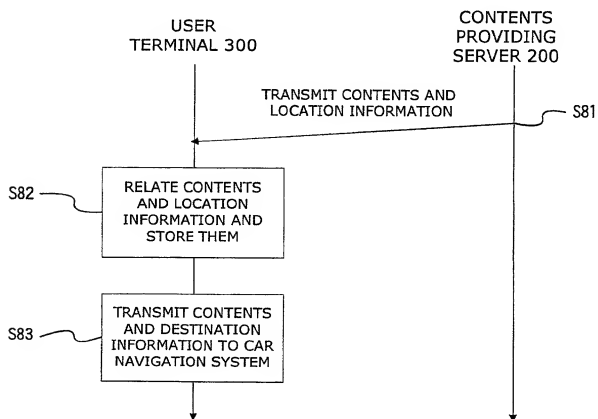 USER
TERMINAL 300
CONTENTS
PROVIDING
SERVER 200
TRANSMIT CONTENTS AND
LOCATION INFORMATION
S81
S82
RELATE CONTENTS
AND LOCATION
INFORMATION AND
STORE THEM
S83
TRANSMIT CONTENTS
AND DESTINATION
INFORMATION TO CAR
NAVIGATION SYSTEM